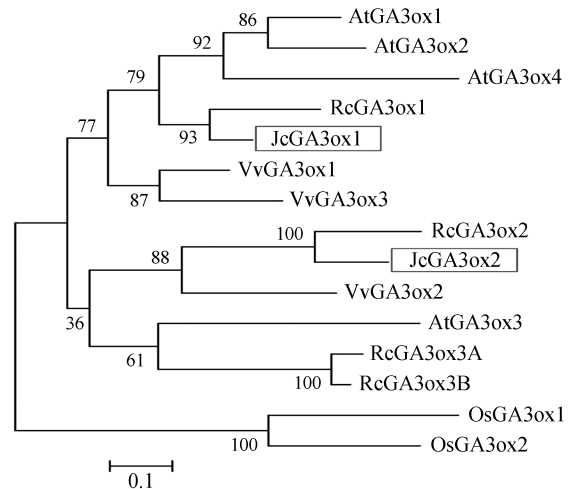 86 AtGA3ox1
92 AtGA3ox2
79 AtGA3ox4
RcGA3ox1
77 93 JcGA3ox1
VvGA3ox1
87 VvGA3ox3
100 RcGA3ox2
88 JcGA3ox2
VvGA3ox2
36 AtGA3ox3
61 RcGA3ox3A
100 RcGA3ox3B
OsGA3ox1
100 OsGA3ox2
0.1